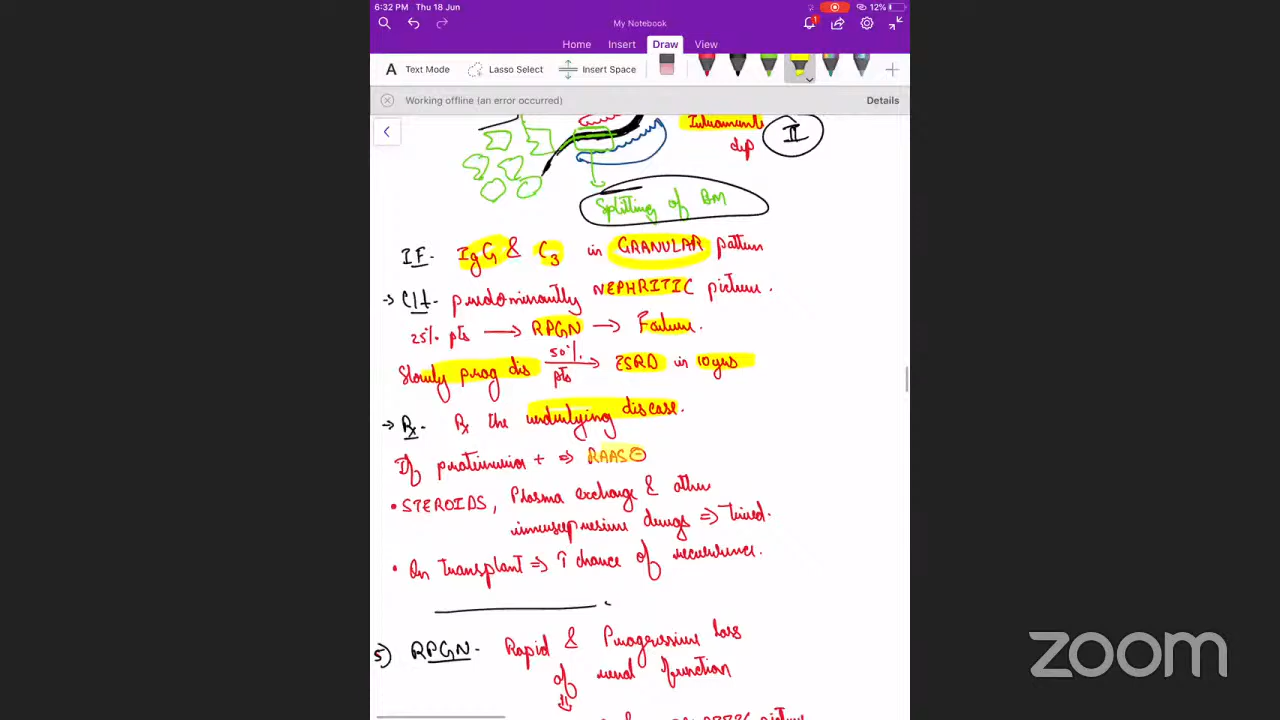 6:32 PM Thu 18 Jun
12%
My Notebook
1
Home Insert Draw View
A Text Mode Lasso Select Insert Space
Working offline (an error occurred) Details
dep II
Splitting of BM
IF- IgG & C3 in GRANULAR pattern
→ C/f- predominantly NEPHRITIC picture.
25% pts → RPGN → Failure.
Slowly prog dis 50% pts → ESRD in 10yrs
→ Rx- Rx the underlying disease.
If proteinuria + ⇒ RAAS⊖
• STEROIDS, Plasma exchange & other
drugs ⇒ Tried.
• On transplant ⇒ ↑ chance of recurrence.
5) RPGN- Rapid & Progressive loss
of renal function
⇓
zoom